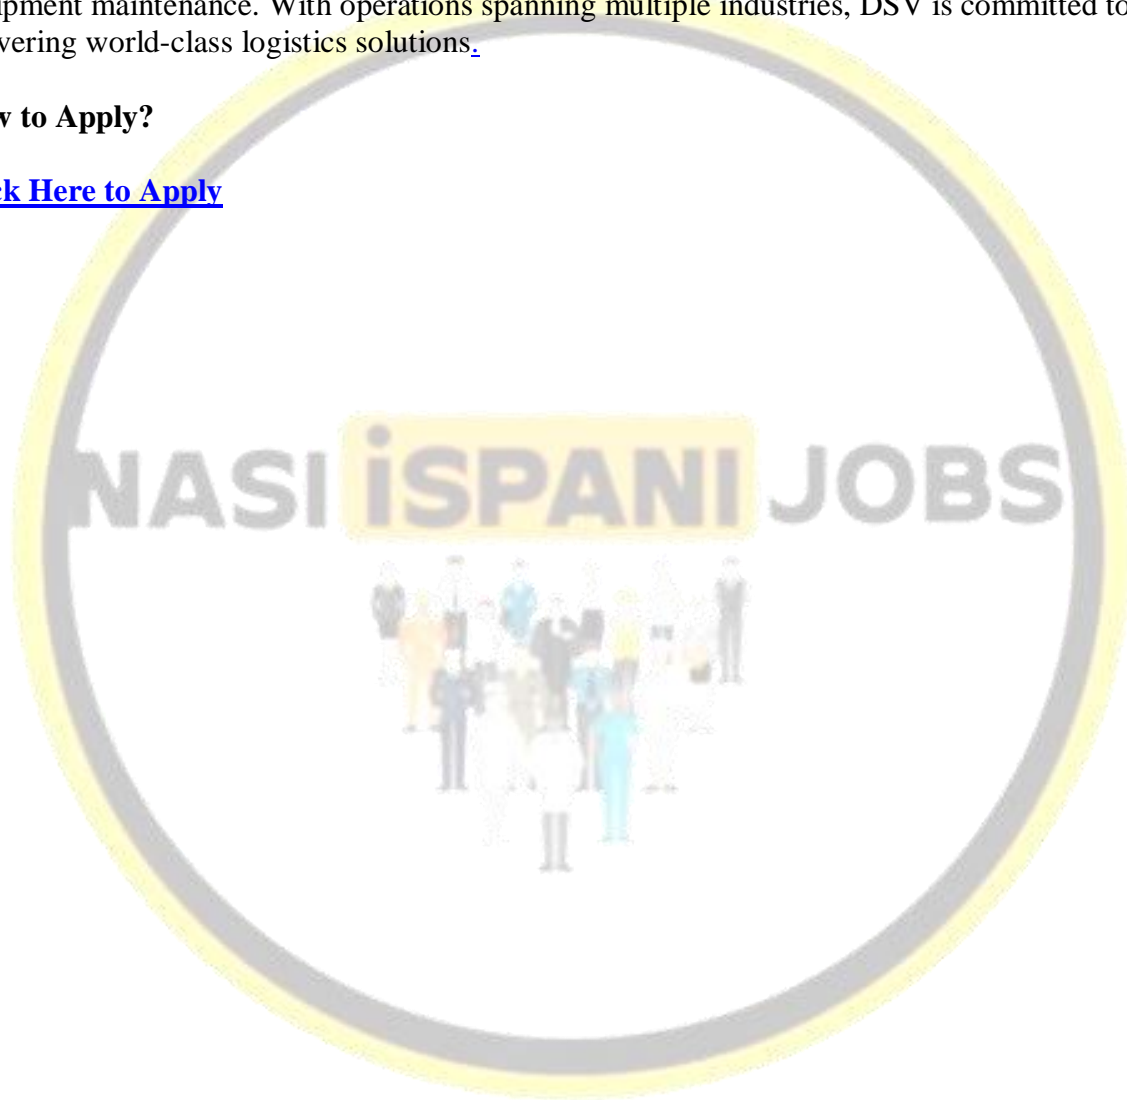 ipment maintenance. With operations spanning multiple industries, DSV is committed to
vering world-class logistics solutions.
w to Apply?
ck Here to Apply
NASI iSPANI JOBS